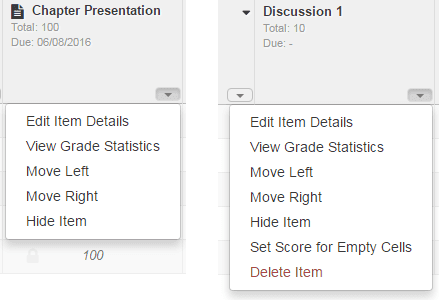 Chapter Presentation
Total: 100
Due: 06/08/2016
Edit Item Details
View Grade Statistics
Move Left
Move Right
Hide Item
100
Discussion 1
Total: 10
Due: -
Edit Item Details
View Grade Statistics
Move Left
Move Right
Hide Item
Set Score for Empty Cells
Delete Item